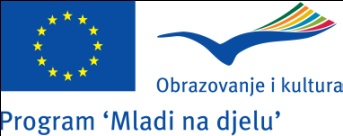 Obrazovanje i kultura
Program ‘Mladi na djelu’